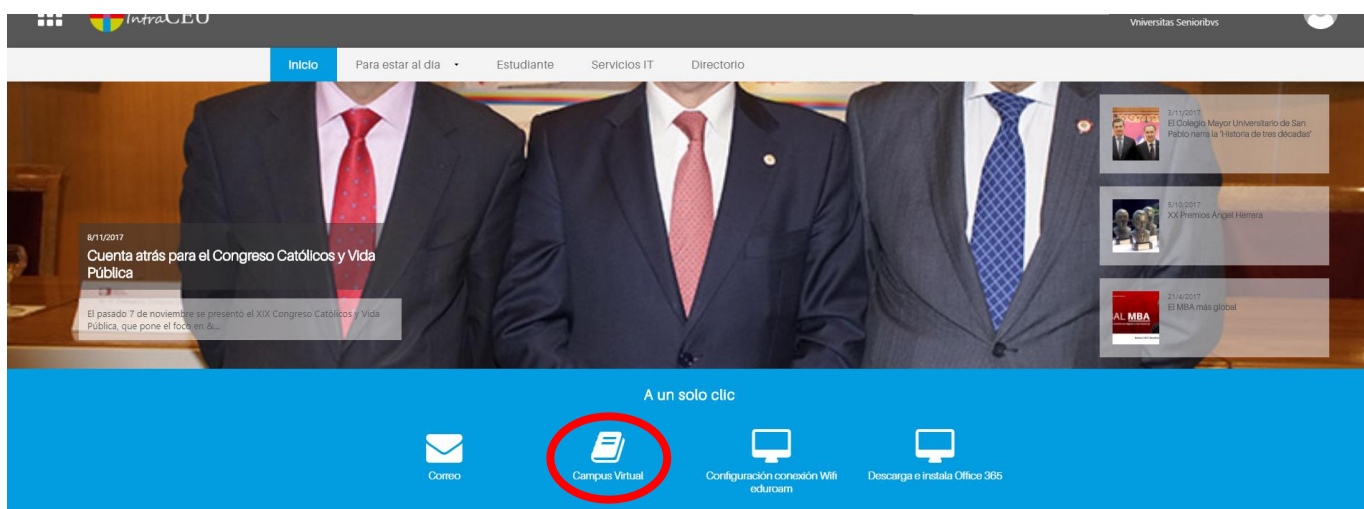 IntraCEU
Vniversitas Senioribvs
Inicio
Para estar al día
Estudiante
Servicios IT
Directorio
8/11/2017
Cuenta atrás para el Congreso Católicos y Vida
Pública
El pasado 7 de noviembre se presentó el XIX Congreso Católicos y Vida
Pública, que pone el foco en &...
3/11/2017
El Colegio Mayor Universitario de San
Pablo narra la 'Historia de tres décadas'
5/10/2017
XX Premios Ángel Herrera
21/4/2017
El MBA más global
AL MBA
A un solo clic
Correo
Campus Virtual
Configuración conexión Wifi
eduroam
Descarga e instala Office 365